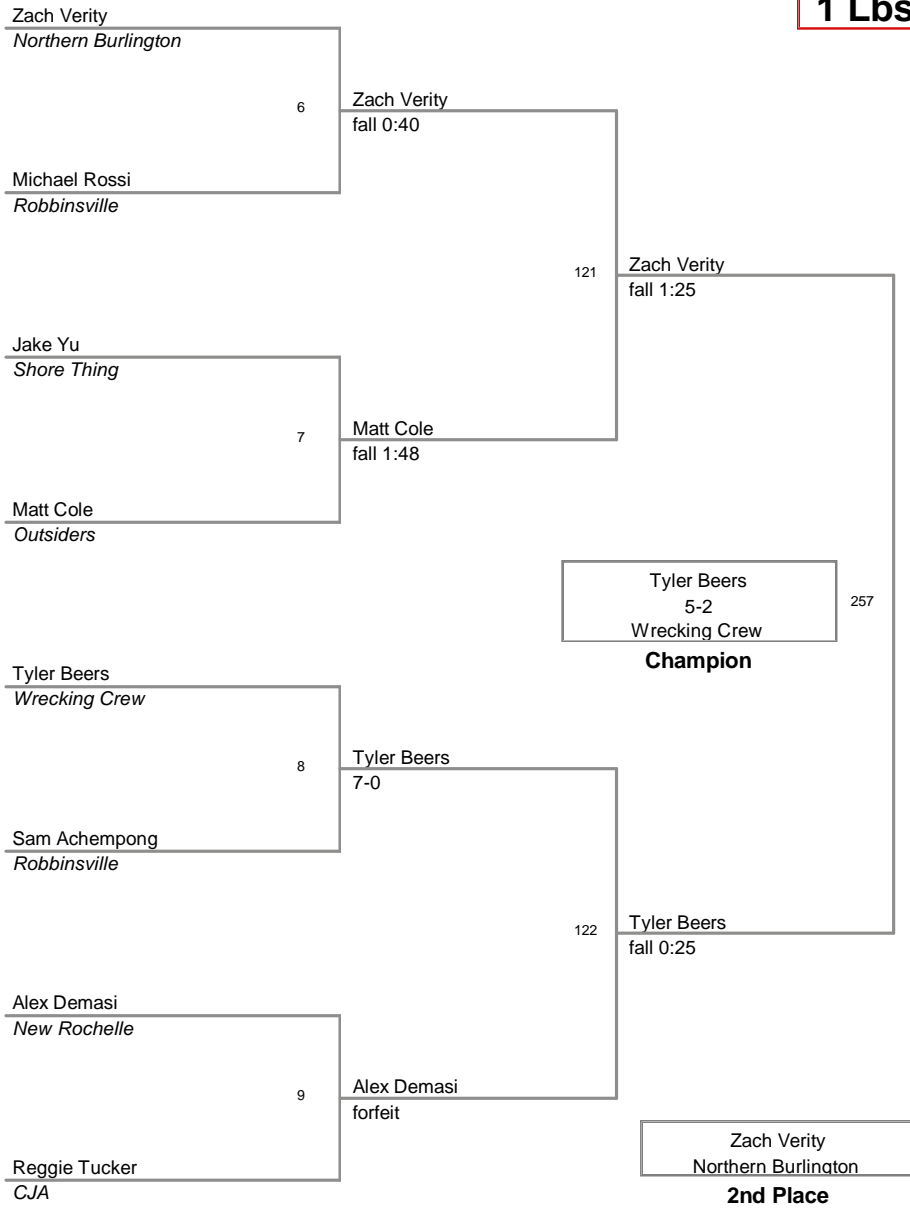 1 Lbs
Zach Verity
Northern Burlington
6
Zach Verity
fall 0:40
Michael Rossi
Robbinsville
121
Zach Verity
fall 1:25
Jake Yu
Shore Thing
7
Matt Cole
fall 1:48
Matt Cole
Outsiders
Tyler Beers
5-2
Wrecking Crew
257
Champion
Tyler Beers
Wrecking Crew
8
Tyler Beers
7-0
Sam Achempong
Robbinsville
122
Tyler Beers
fall 0:25
Alex Demasi
New Rochelle
9
Alex Demasi
forfeit
Reggie Tucker
CJA
Zach Verity
Northern Burlington
2nd Place